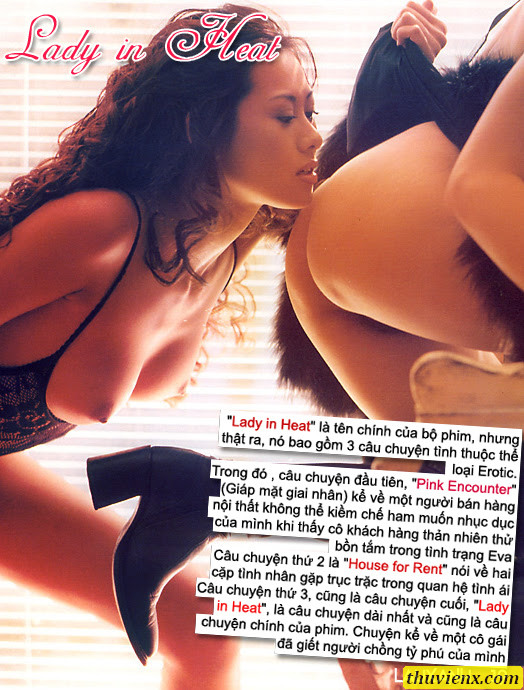 Lady in Heat
"Lady in Heat" là tên chính của bộ phim, nhưng
thật ra, nó bao gồm 3 câu chuyện tình thuộc thể
loại Erotic.
Trong đó , câu chuyện đầu tiên, "Pink Encounter"
(Giáp mặt giai nhân) kể về một người bán hàng
nội thất không thể kiềm chế ham muốn nhục dục
của mình khi thấy cô khách hàng thản nhiên thử
bồn tắm trong tình trạng Eva
Câu chuyện thứ 2 là "House for Rent" nói về hai
cặp tình nhân gặp trục trặc trong quan hệ tình ái
Câu chuyện thứ 3, cũng là câu chuyện cuối, "Lady
in Heat", là câu chuyện dài nhất và cũng là câu
chuyện chính của phim. Chuyện kể về một cô gái
đã giết người chồng tỷ phú của mình
thuvienx.com